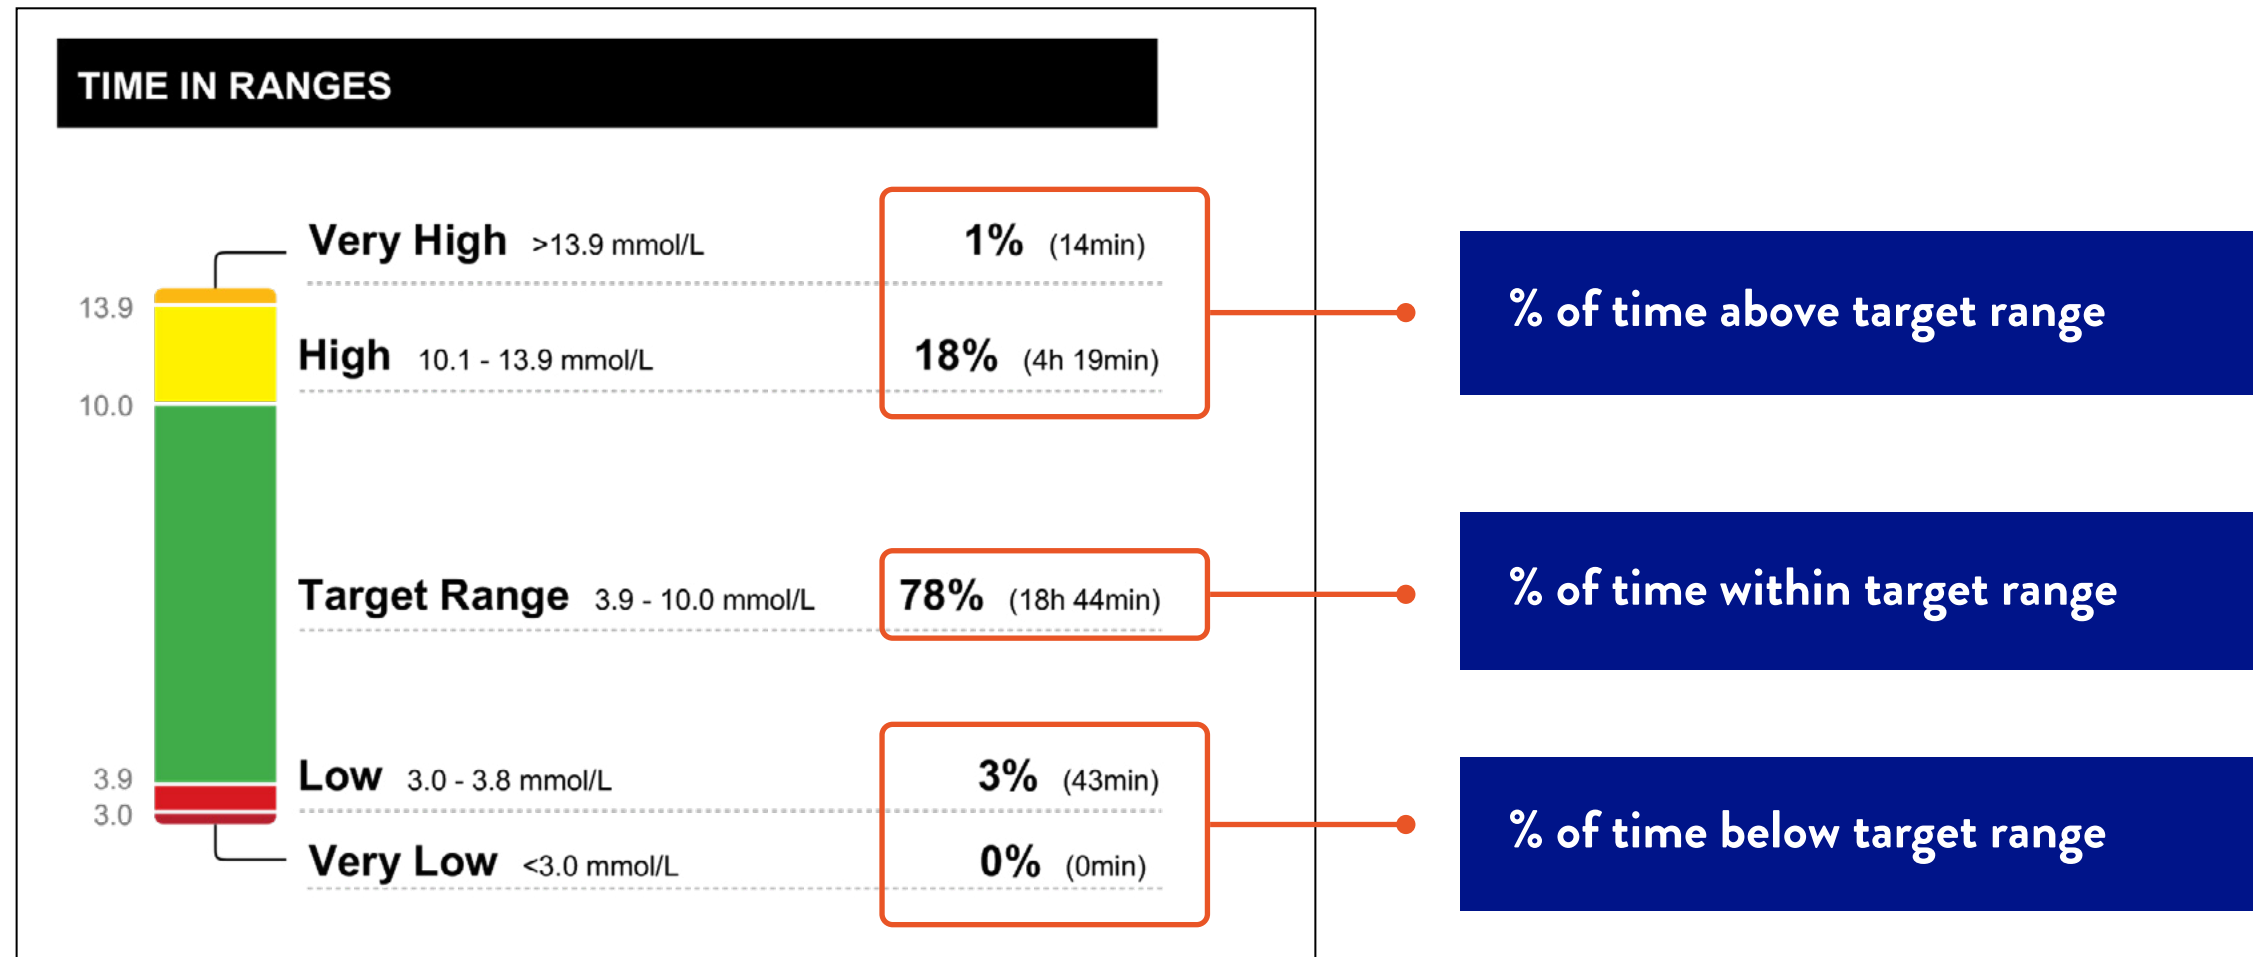 TIME IN RANGES
Very High >13.9 mmol/L 1% (14min)
13.9
High 10.1 - 13.9 mmol/L 18% (4h 19min)
10.0
% of time above target range
Target Range 3.9 - 10.0 mmol/L 78% (18h 44min)
% of time within target range
3.9
Low 3.0 - 3.8 mmol/L 3% (43min)
3.0
Very Low <3.0 mmol/L 0% (0min)
% of time below target range